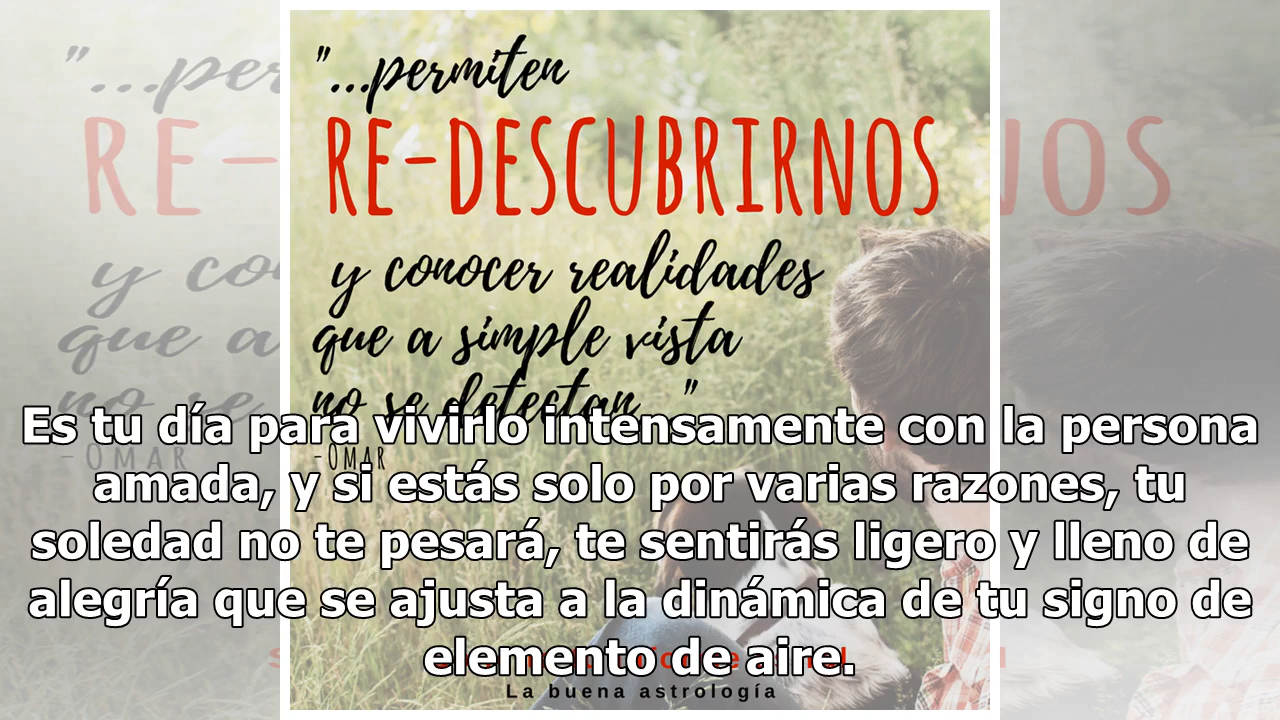 "...permiten
RE-DESCUBRIRNOS
y conocer realidades
que a simple vista
no se detectan "
-OMAR
Es tu día para vivirlo intensamente con la persona
amada, y si estás solo por varias razones, tu
soledad no te pesará, te sentirás ligero y lleno de
alegría que se ajusta a la dinámica de tu signo de
elemento de aire.
La buena astrología